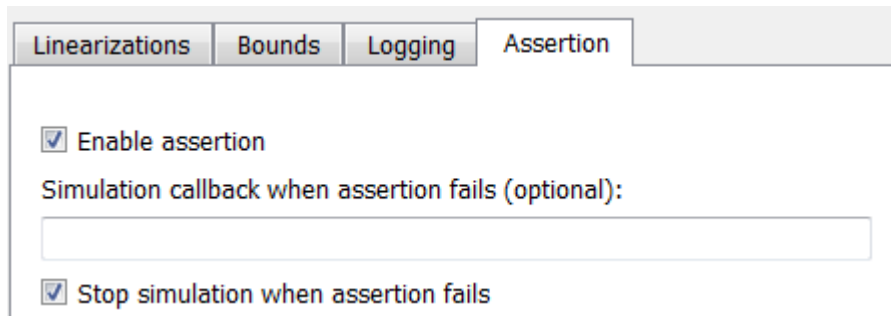 Linearizations Bounds Logging Assertion
Enable assertion
Simulation callback when assertion fails (optional):
Stop simulation when assertion fails